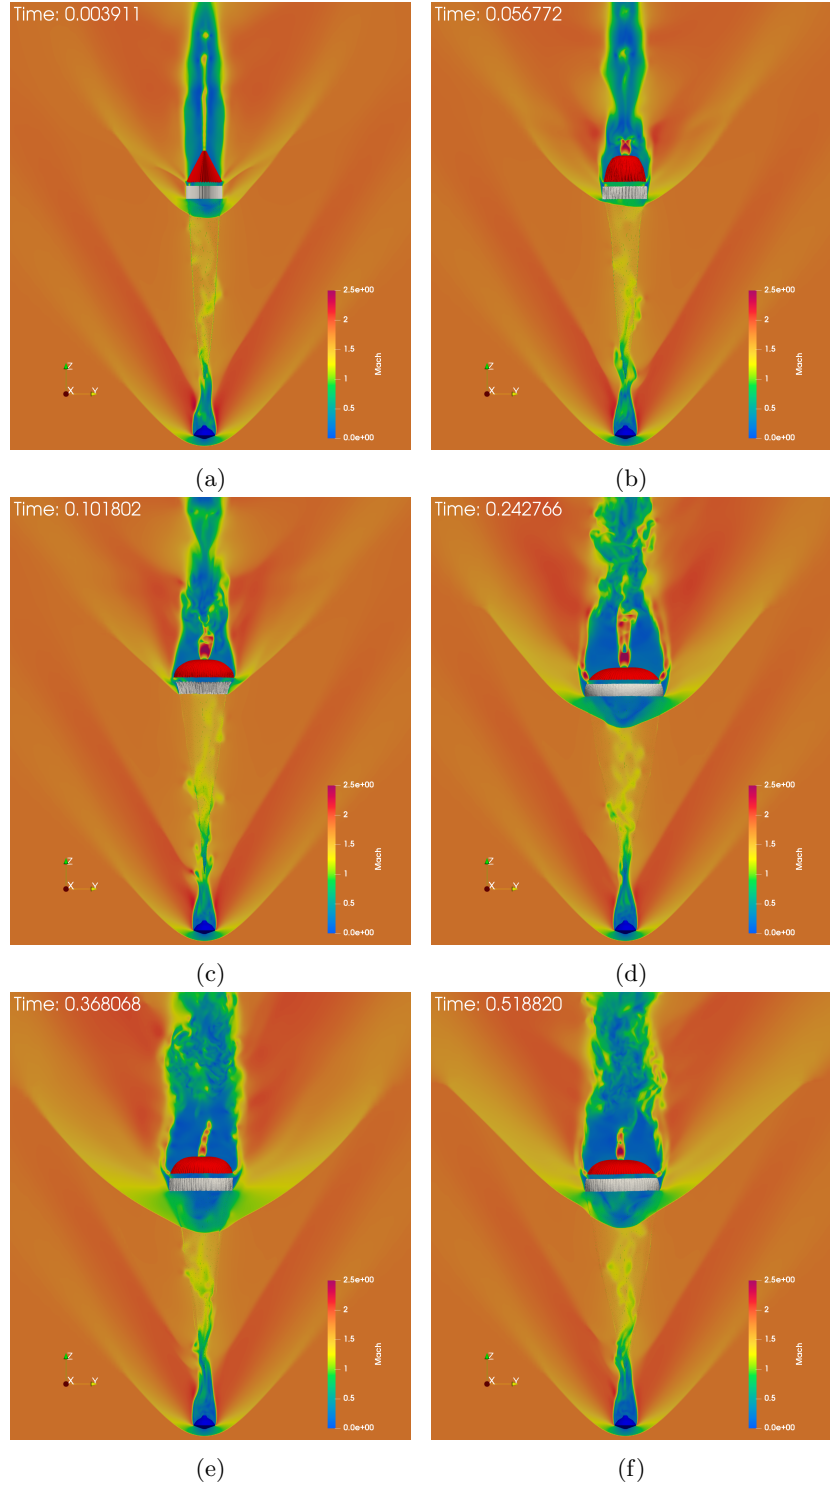 Time: 0.003911
2.5e+00
2
1.5
1
0.5
0.0e+00
Mach
Z
X
Y
(a)
Time: 0.056772
2.5e+00
2
1.5
1
0.5
0.0e+00
Mach
Z
X
Y
(b)
Time: 0.101802
2.5e+00
2
1.5
1
0.5
0.0e+00
Mach
Z
X
Y
(c)
Time: 0.242766
2.5e+00
2
1.5
1
0.5
0.0e+00
Mach
Z
X
Y
(d)
Time: 0.368068
2.5e+00
2
1.5
1
0.5
0.0e+00
Mach
Z
X
Y
(e)
Time: 0.518820
2.5e+00
2
1.5
1
0.5
0.0e+00
Mach
Z
X
Y
(f)